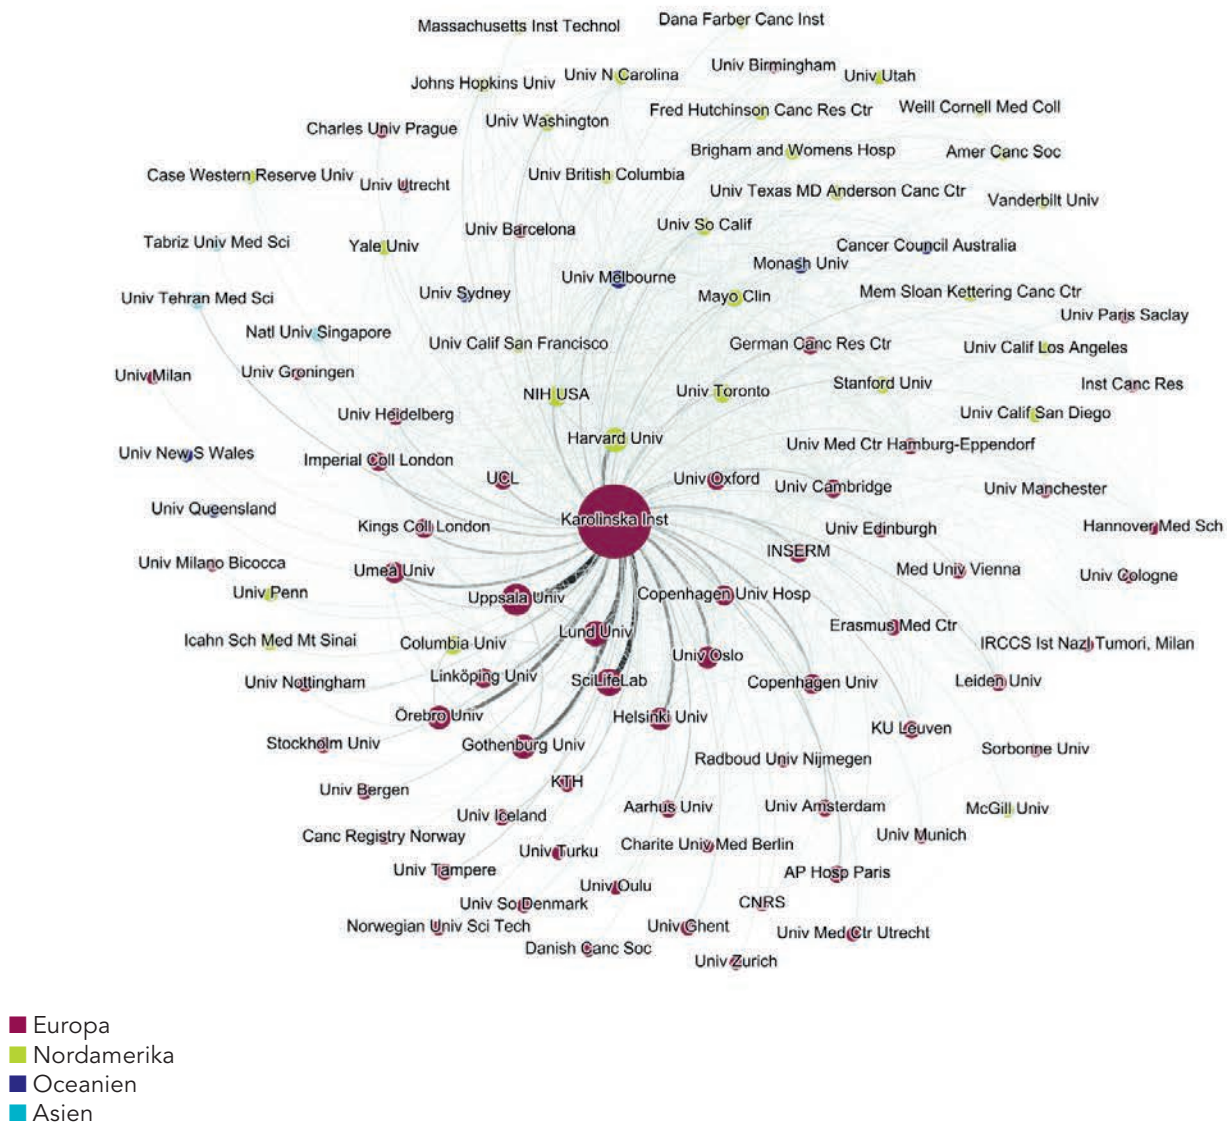 Dana Farber Canc Inst
Massachusetts Inst Technol
Univ Birmingham
Univ N Carolina
Univ Utah
Johns Hopkins Univ
Weill Cornell Med Coll
Fred Hutchinson Canc Res Ctr
Univ Washington
Charles Univ Prague
Brigham and Womens Hosp
Amer Canc Soc
Case Western Reserve Univ
Univ British Columbia
Univ Utrecht
Univ Texas MD Anderson Canc Ctr
Vanderbilt Univ
Univ So Calif
Univ Barcelona
Tabriz Univ Med Sci
Yale Univ
Cancer Council Australia
Monash Univ
Univ Melbourne
Univ Sydney
Mem Sloan Kettering Canc Ctr
Mayo Clin
Univ Tehran Med Sci
Univ Paris Saclay
Natl Univ Singapore
Univ Calif San Francisco
German Canc Res Ctr
Univ Calif Los Angeles
Univ Groningen
Univ Milan
Stanford Univ
Inst Canc Res
Univ Toronto
NIH USA
Univ Heidelberg
Univ Calif San Diego
Harvard Univ
Univ Med Ctr Hamburg-Eppendorf
Univ New S Wales
Imperial Coll London
UCL
Univ Oxford
Univ Cambridge
Univ Manchester
Univ Queensland
Karolinska Inst
Kings Coll London
Univ Edinburgh
Hannover Med Sch
INSERM
Univ Milano Bicocca
Umea Univ
Med Univ Vienna
Univ Cologne
Univ Penn
Uppsala Univ
Copenhagen Univ Hosp
Erasmus Med Ctr
Lund Univ
Icahn Sch Med Mt Sinai
Columbia Univ
IRCCS Ist Nazl Tumori, Milan
Univ Oslo
Linköping Univ
SciLifeLab
Univ Nottingham
Copenhagen Univ
Leiden Univ
Örebro Univ
Helsinki Univ
KU Leuven
Stockholm Univ
Gothenburg Univ
Sorbonne Univ
Radboud Univ Nijmegen
KTH
Univ Bergen
Aarhus Univ
Univ Amsterdam
McGill Univ
Univ Iceland
Canc Registry Norway
Univ Munich
Charite Univ Med Berlin
Univ Turku
Univ Tampere
AP Hosp Paris
Univ Oulu
Univ So Denmark
CNRS
Norwegian Univ Sci Tech
Univ Ghent
Univ Med Ctr Utrecht
Danish Canc Soc
Univ Zurich
Europa
Nordamerika
Oceanien
Asien